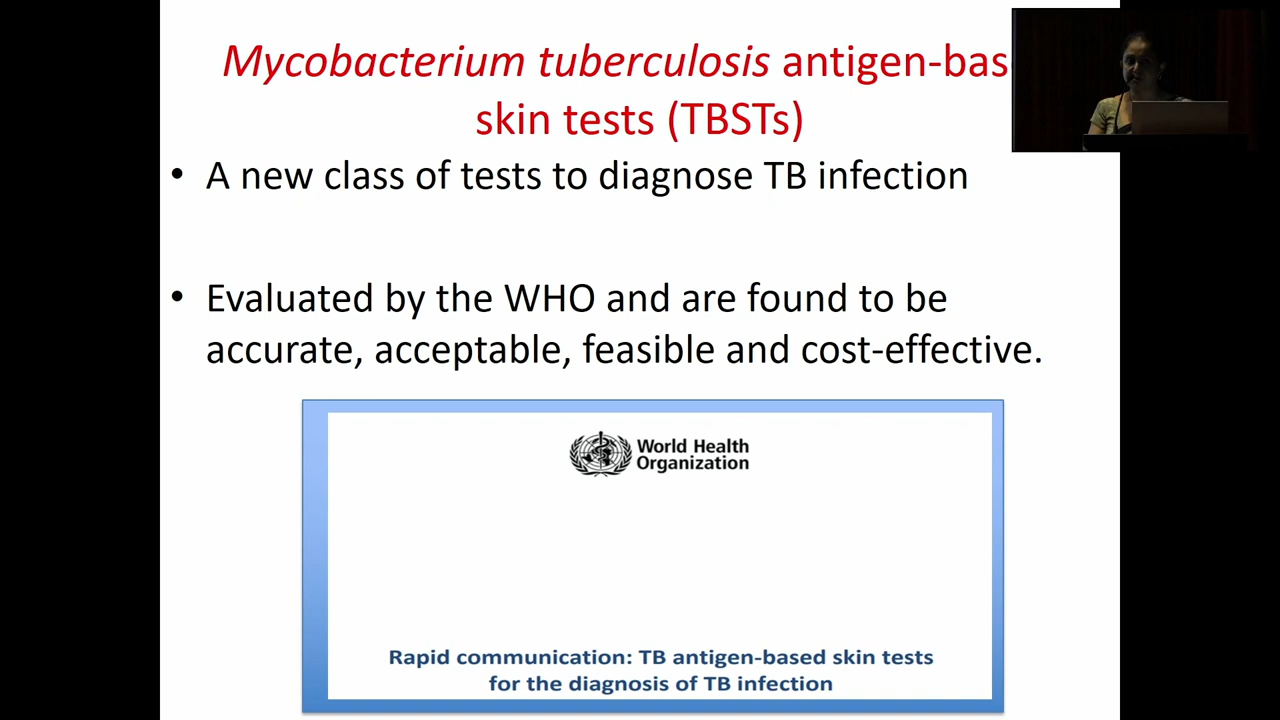 Mycobacterium tuberculosis antigen-bas
skin tests (TBSTs)
• A new class of tests to diagnose TB infection
• Evaluated by the WHO and are found to be
accurate, acceptable, feasible and cost-effective.
World Health
Organization
Rapid communication: TB antigen-based skin tests
for the diagnosis of TB infection